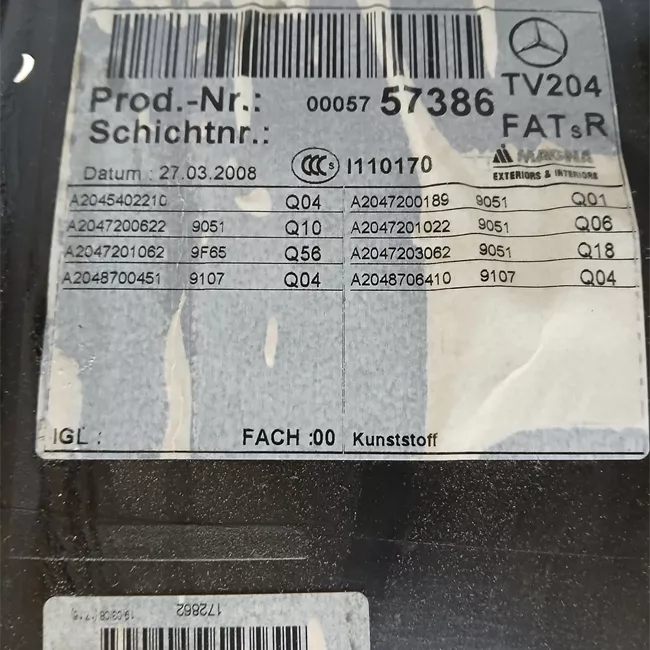 Prod.-Nr.: 00057 57386 TV204
Schichtnr.: FATsR
Datum : 27.03.2008 CCC S I110170 MAGNA
EXTERIORS & INTERIORS
A2045402210 Q04 A2047200189 9051 Q01
A2047200622 9051 Q10 A2047201022 9051 Q06
A2047201062 9F65 Q56 A2047203062 9051 Q18
A2048700451 9107 Q04 A2048706410 9107 Q04
IGL : FACH :00 Kunststoff
172862